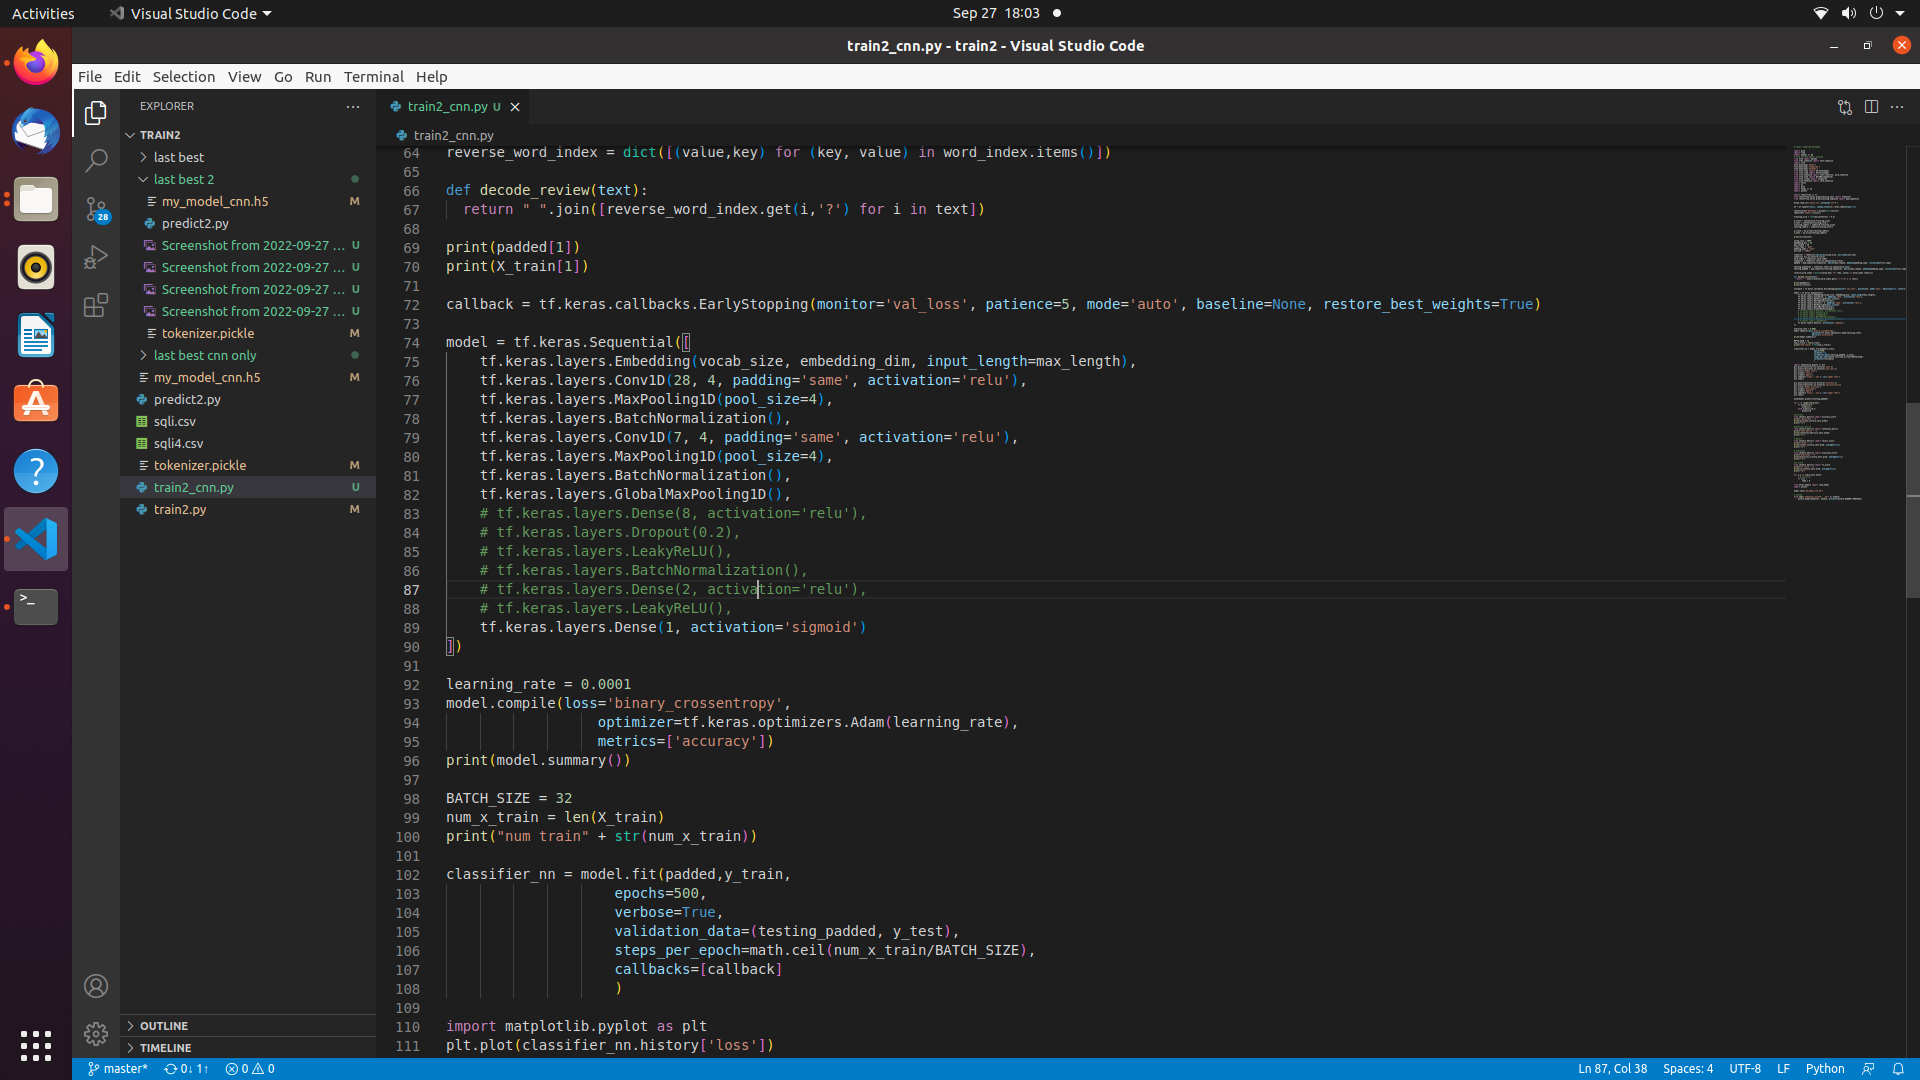 Activities
Visual Studio Code
Sep 27 18:03
train2_cnn.py - train2 - Visual Studio Code
File Edit Selection View Go Run Terminal Help
EXPLORER
TRAIN2
last best
last best 2
my_model_cnn.h5 M
predict2.py
Screenshot from 2022-09-27 ... U
Screenshot from 2022-09-27 ... U
Screenshot from 2022-09-27 ... U
Screenshot from 2022-09-27 ... U
tokenizer.pickle M
last best cnn only
my_model_cnn.h5 M
predict2.py
sqli.csv
sqli4.csv
tokenizer.pickle M
train2_cnn.py U
train2.py M
OUTLINE
TIMELINE
28
train2_cnn.py U
train2_cnn.py
64 reverse_word_index = dict([(value,key) for (key, value) in word_index.items()])
65
66 def decode_review(text):
67 return " ".join([reverse_word_index.get(i,'?') for i in text])
68
69 print(padded[1])
70 print(X_train[1])
71
72 callback = tf.keras.callbacks.EarlyStopping(monitor='val_loss', patience=5, mode='auto', baseline=None, restore_best_weights=True)
73
74 model = tf.keras.Sequential([
75 tf.keras.layers.Embedding(vocab_size, embedding_dim, input_length=max_length),
76 tf.keras.layers.Conv1D(28, 4, padding='same', activation='relu'),
77 tf.keras.layers.MaxPooling1D(pool_size=4),
78 tf.keras.layers.BatchNormalization(),
79 tf.keras.layers.Conv1D(7, 4, padding='same', activation='relu'),
80 tf.keras.layers.MaxPooling1D(pool_size=4),
81 tf.keras.layers.BatchNormalization(),
82 tf.keras.layers.GlobalMaxPooling1D(),
83 # tf.keras.layers.Dense(8, activation='relu'),
84 # tf.keras.layers.Dropout(0.2),
85 # tf.keras.layers.LeakyReLU(),
86 # tf.keras.layers.BatchNormalization(),
87 # tf.keras.layers.Dense(2, activation='relu'),
88 # tf.keras.layers.LeakyReLU(),
89 tf.keras.layers.Dense(1, activation='sigmoid')
90 ])
91
92 learning_rate = 0.0001
93 model.compile(loss='binary_crossentropy',
94 optimizer=tf.keras.optimizers.Adam(learning_rate),
95 metrics=['accuracy'])
96 print(model.summary())
97
98 BATCH_SIZE = 32
99 num_x_train = len(X_train)
100 print("num train" + str(num_x_train))
101
102 classifier_nn = model.fit(padded,y_train,
103 epochs=500,
104 verbose=True,
105 validation_data=(testing_padded, y_test),
106 steps_per_epoch=math.ceil(num_x_train/BATCH_SIZE),
107 callbacks=[callback]
108 )
109
110 import matplotlib.pyplot as plt
111 plt.plot(classifier_nn.history['loss'])
master* 0↓ 1↑ 0 0
Ln 87, Col 38 Spaces: 4 UTF-8 LF Python